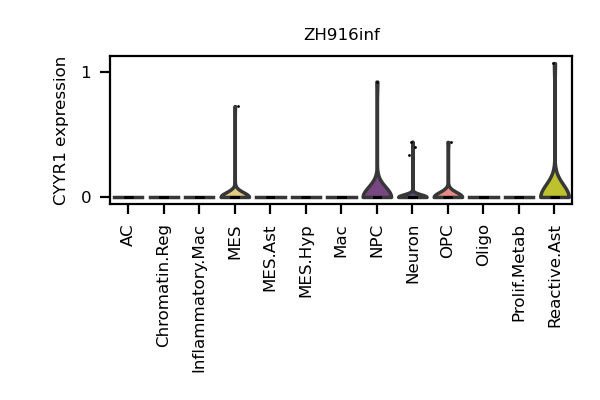 ZH916inf
CYYR1 expression
1
0
AC
Chromatin.Reg
Inflammatory.Mac
MES
MES.Ast
MES.Hyp
Mac
NPC
Neuron
OPC
Oligo
Prolif.Metab
Reactive.Ast